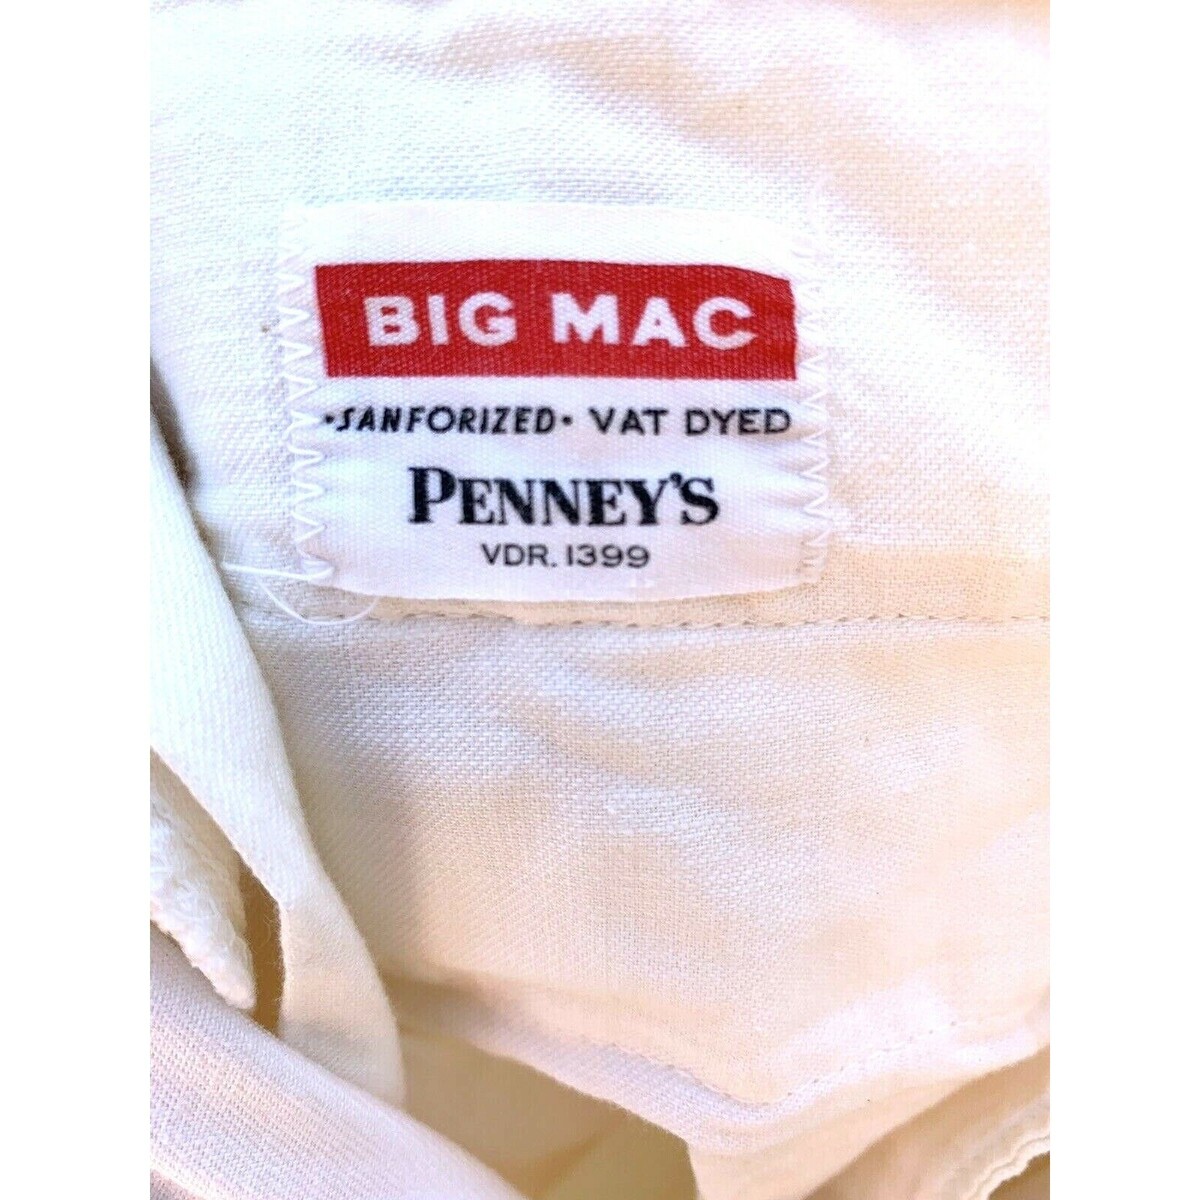 BIG MAC
•SANFORIZED• VAT DYED
PENNEY'S
VDR. 1399